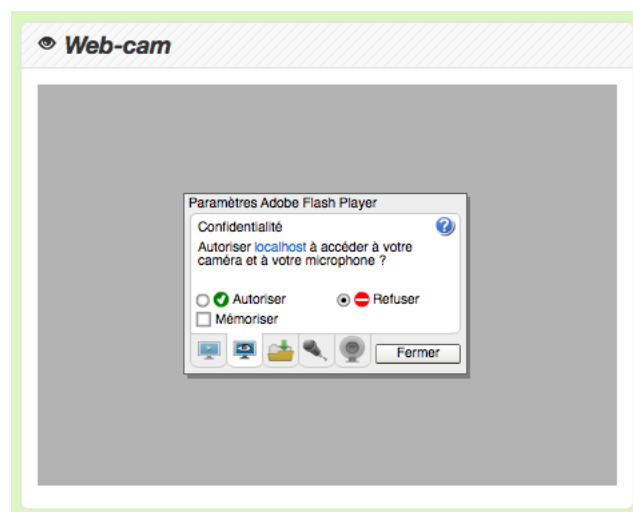 Web-cam
Paramètres Adobe Flash Player
Confidentialité
Autoriser localhost à accéder à votre
caméra et à votre microphone ?
Autoriser Refuser
Mémoriser
Fermer